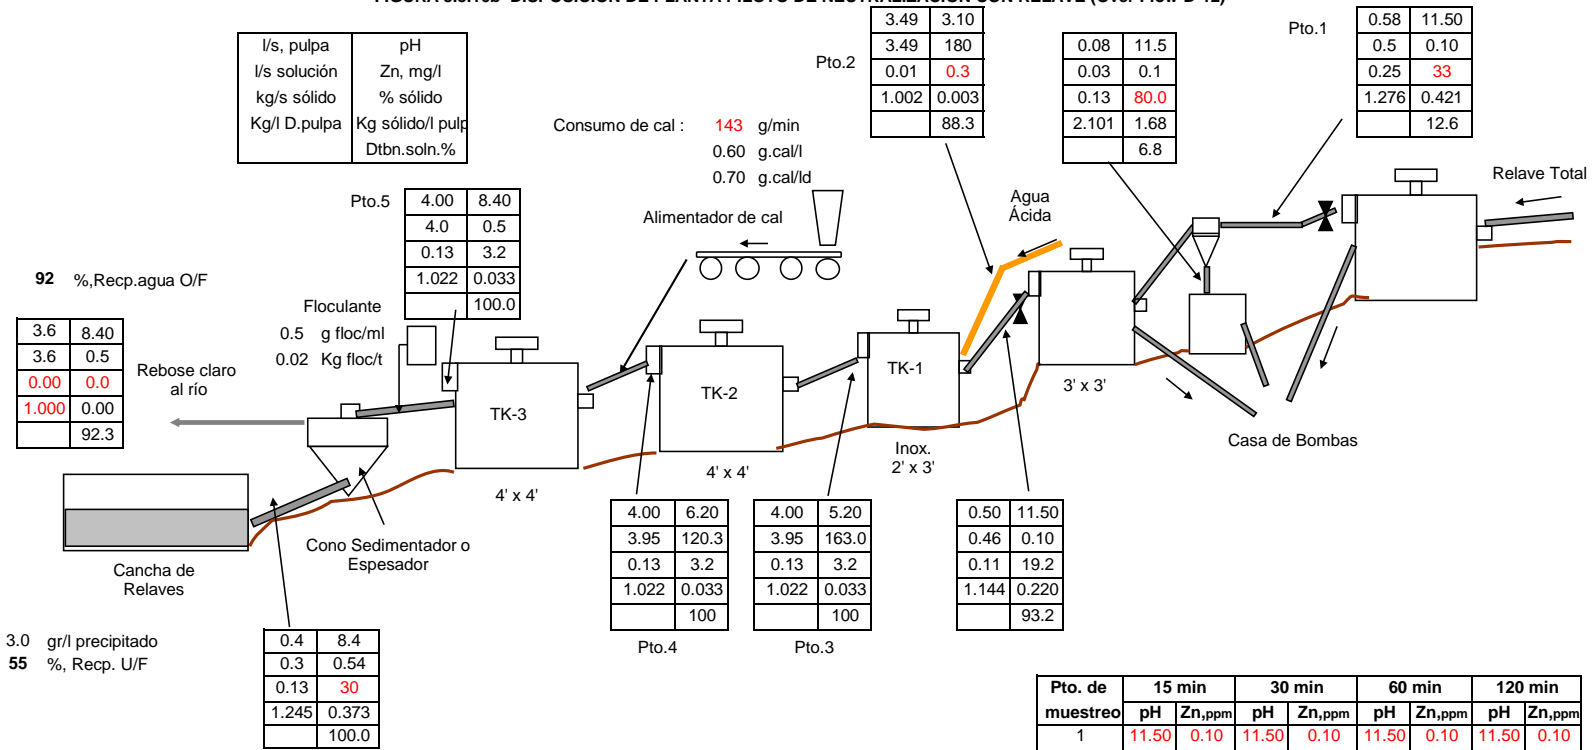 FIGURA 5.5.10b DISPOSICION DE PLANTA PILOTO DE NEUTRALIZACION CON RELAVE (Over Flow D-12)
l/s, pulpa pH
l/s solución Zn, mg/l
kg/s sólido % sólido
Kg/l D.pulpa Kg sólido/l pulp
Dtbn.soln.%
Consumo de cal : 143 g/min
0.60 g.cal/l
0.70 g.cal/ld
Pto.2
3.49 3.10
3.49 180
0.01 0.3
1.002 0.003
88.3
0.08 11.5
0.03 0.1
0.13 80.0
2.101 1.68
6.8
Pto.1
0.58 11.50
0.5 0.10
0.25 33
1.276 0.421
12.6
Relave Total
Agua
Ácida
Alimentador de cal
Pto.5
4.00 8.40
4.0 0.5
0.13 3.2
1.022 0.033
100.0
92 %,Recp.agua O/F
3.6 8.40
3.6 0.5
0.00 0.0
1.000 0.00
92.3
Floculante
0.5 g floc/ml
0.02 Kg floc/t
Rebose claro
al río
TK-3
4' x 4'
TK-2
4' x 4'
TK-1
Inox.
2' x 3'
3' x 3'
Casa de Bombas
Cono Sedimentador o
Espesador
Cancha de
Relaves
4.00 6.20
3.95 120.3
0.13 3.2
1.022 0.033
100
Pto.4
4.00 5.20
3.95 163.0
0.13 3.2
1.022 0.033
100
Pto.3
0.50 11.50
0.46 0.10
0.11 19.2
1.144 0.220
93.2
3.0 gr/l precipitado
55 %, Recp. U/F
0.4 8.4
0.3 0.54
0.13 30
1.245 0.373
100.0
Pto. de 15 min 30 min 60 min 120 min
muestreo pH Zn,ppm pH Zn,ppm pH Zn,ppm pH Zn,ppm
1 11.50 0.10 11.50 0.10 11.50 0.10 11.50 0.10